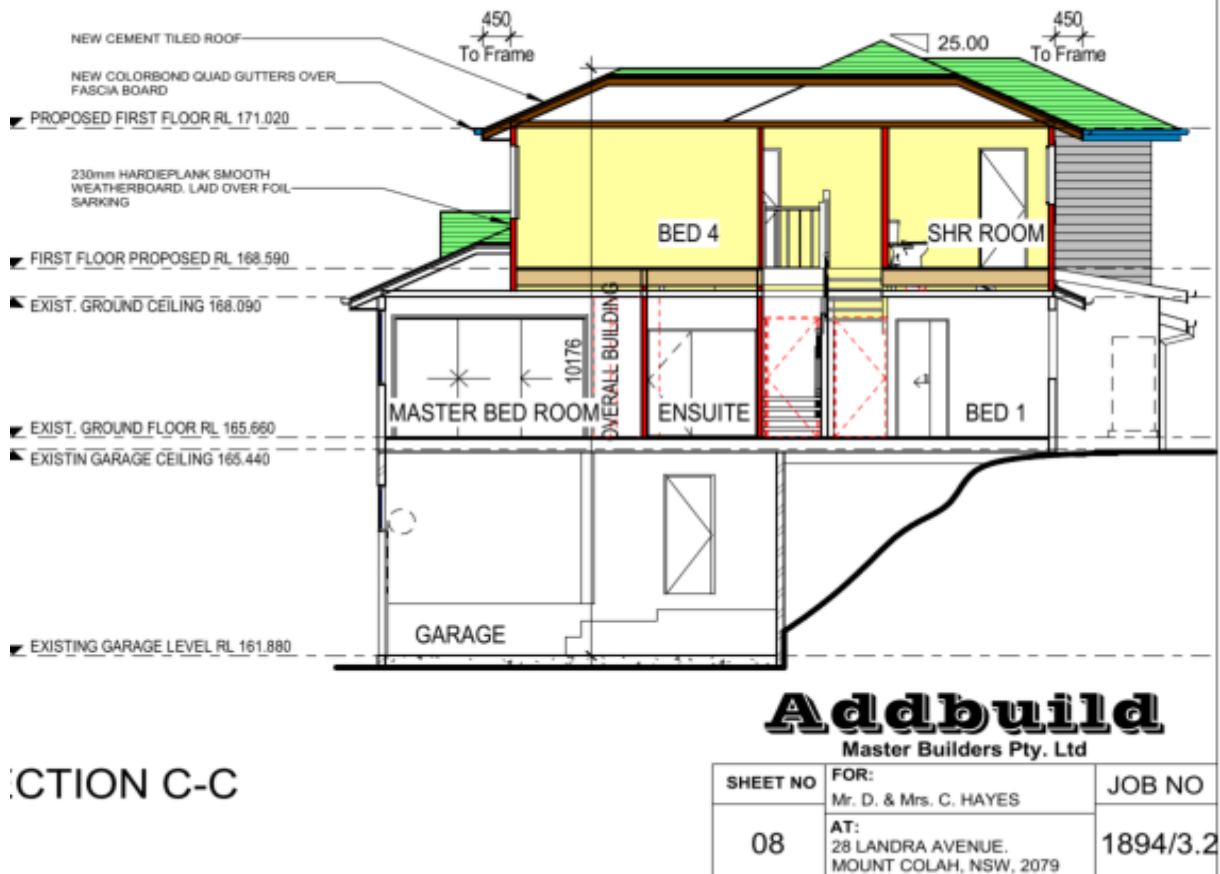 450
To Frame
450
To Frame
25.00
NEW CEMENT TILED ROOF
NEW COLORBOND QUAD GUTTERS OVER
FASCIA BOARD
PROPOSED FIRST FLOOR RL 171.020
230mm HARDIEPLANK SMOOTH
WEATHERBOARD. LAID OVER FOIL
SARKING
BED 4
SHR ROOM
FIRST FLOOR PROPOSED RL 168.590
EXIST. GROUND CEILING 168.090
10176
OVERALL BUILDING
MASTER BED ROOM
ENSUITE
BED 1
EXIST. GROUND FLOOR RL 165.660
EXISTIN GARAGE CEILING 165.440
GARAGE
EXISTING GARAGE LEVEL RL 161.880
Addbuild
Master Builders Pty. Ltd
ECTION C-C
SHEET NO
08
FOR:
Mr. D. & Mrs. C. HAYES
AT:
28 LANDRA AVENUE.
MOUNT COLAH, NSW, 2079
JOB NO
1894/3.2